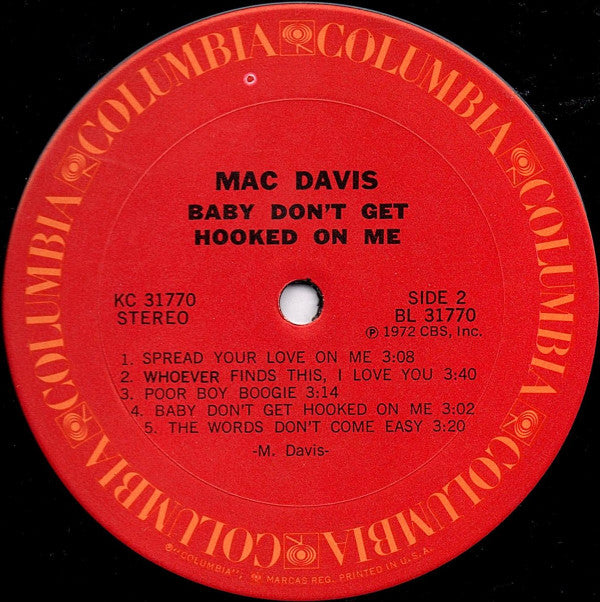 COLUMBIA COLUMBIA COLUMBIA COLUMBIA COLUMBIA COLUMBIA
MAC DAVIS
BABY DON'T GET
HOOKED ON ME
KC 31770
STEREO
SIDE 2
BL 31770
Ⓟ 1972 CBS, Inc.
1. SPREAD YOUR LOVE ON ME 3:08
2. WHOEVER FINDS THIS, I LOVE YOU 3:40
3. POOR BOY BOOGIE 3:14
4. BABY DON'T GET HOOKED ON ME 3:02
5. THE WORDS DON'T COME EASY 3:20
-M. Davis-
®"COLUMBIA", MARCAS REG. PRINTED IN U.S.A.